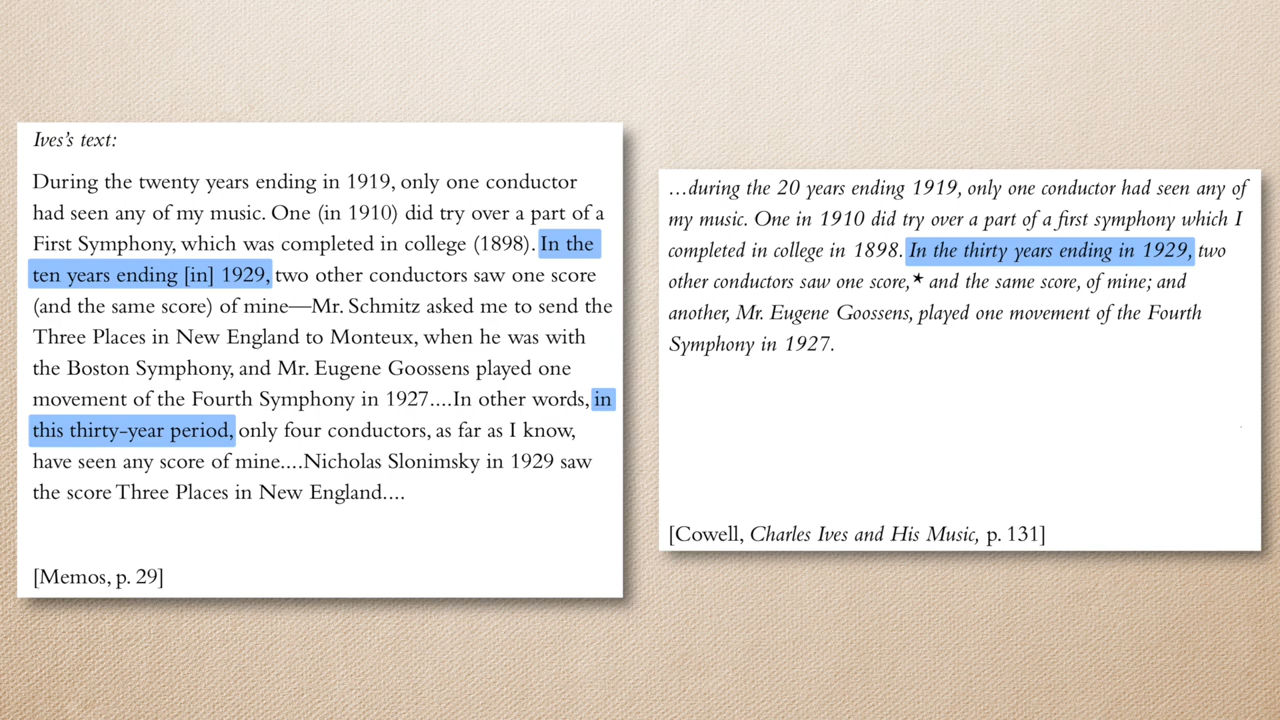 Ives's text:
During the twenty years ending in 1919, only one conductor
had seen any of my music. One (in 1910) did try over a part of a
First Symphony, which was completed in college (1898). In the
ten years ending [in] 1929, two other conductors saw one score
(and the same score) of mine—Mr. Schmitz asked me to send the
Three Places in New England to Monteux, when he was with
the Boston Symphony, and Mr. Eugene Goossens played one
movement of the Fourth Symphony in 1927....In other words, in
this thirty-year period, only four conductors, as far as I know,
have seen any score of mine....Nicholas Slonimsky in 1929 saw
the score Three Places in New England....
[Memos, p. 29]
...during the 20 years ending 1919, only one conductor had seen any of
my music. One in 1910 did try over a part of a first symphony which I
completed in college in 1898. In the thirty years ending in 1929, two
other conductors saw one score,* and the same score, of mine; and
another, Mr. Eugene Goossens, played one movement of the Fourth
Symphony in 1927.
[Cowell, Charles Ives and His Music, p. 131]